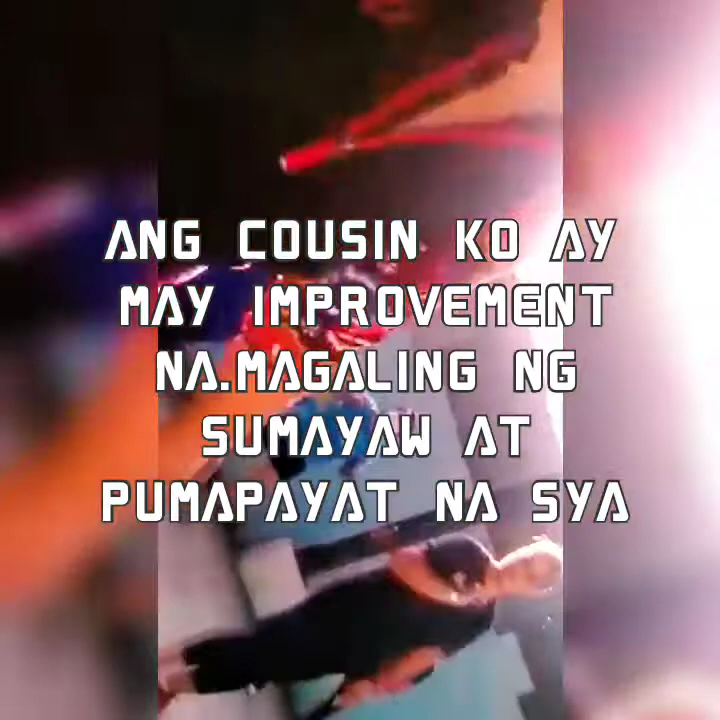 ANG COUSIN KO AY
MAY IMPROVEMENT
NA.MAGALING NG
SUMAYAW AT
PUMAPAYAT NA SYA